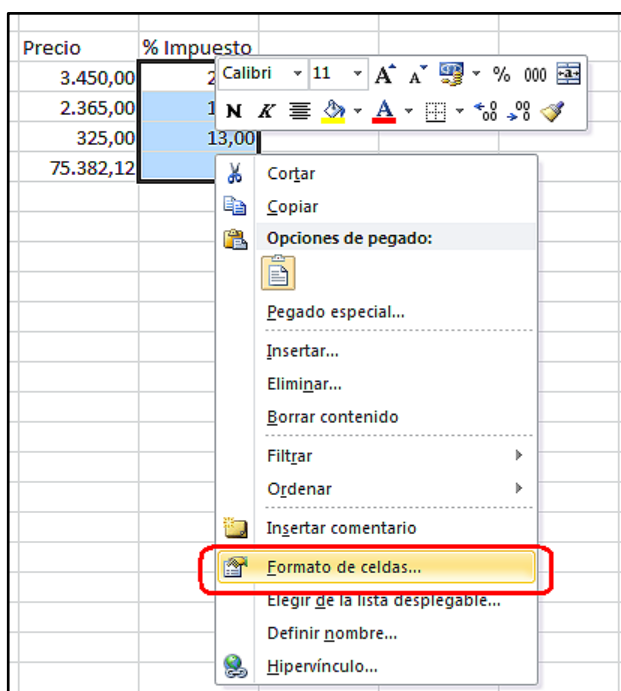 Precio % Impuesto
3.450,00 2
2.365,00 1
325,00 13,00
75.382,12
Calibri 11 A A % 000 a
N K A
Cortar
Copiar
Opciones de pegado:
Pegado especial...
Insertar...
Eliminar...
Borrar contenido
Filtrar
Ordenar
Insertar comentario
Formato de celdas...
Elegir de la lista desplegable...
Definir nombre...
Hipervínculo...